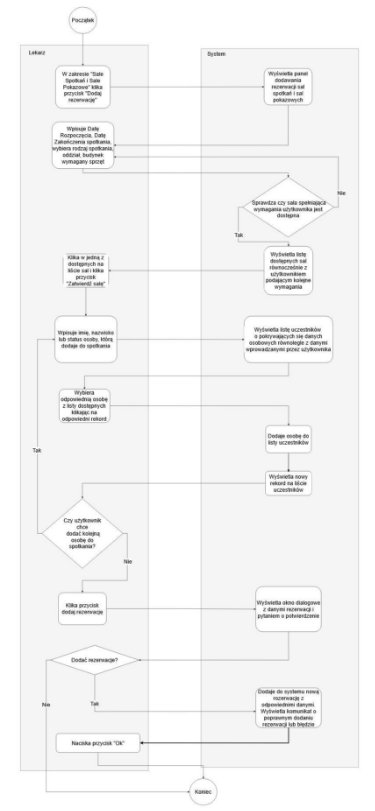 Początek
Lekarz
System
W zakresie "Sale
Spotkań i Sale
Pokazowe" klika
przycisk "Dodaj
rezerwację"
Wyświetla panel
dodawania
rezerwacji sal
spotkań i sal
pokazowych
Wpisuje Datę
Rozpoczęcia, Datę
Zakończenia spotkania,
wybiera rodzaj spotkania,
oddział, budynek
wymagany sprzęt
Nie
Sprawdza czy sala spełniająca
wymagania użytkownika jest
dostępna
Tak
Klika w jedną z
dostępnych na
liście sal i klika
przycisk
"Zatwierdź salę"
Wyświetla listę
dostępnych sal
równocześnie z
użytkownikiem
podającym kolejne
wymagania
Wpisuje imię, nazwisko
lub status osoby, którą
dodaje do spotkania
Wyświetla listę uczestników
o pokrywających się danych
osobowych równolegle z danymi
wprowadzanymi przez użytkownika
Wybiera
odpowiednią osobę
z listy dostępnych
klikając na
odpowiedni rekord
Dodaje osobę do
listy uczestników
Tak
Wyświetla nowy
rekord na liście
uczestników
Czy użytkownik
chce
dodać kolejną
osobę do
spotkania?
Nie
Klika przycisk
dodaj rezerwację
Wyświetla okno dialogowe
z danymi rezerwacji i
pytaniem o potwierdzenie
Dodać rezerwacje?
Nie
Tak
Dodaje do systemu nową
rezerwację z
odpowiednimi danymi.
Wyświetla komunikat o
poprawnym dodaniu
rezerwacji lub błędzie
Naciska przycisk "Ok"
Koniec